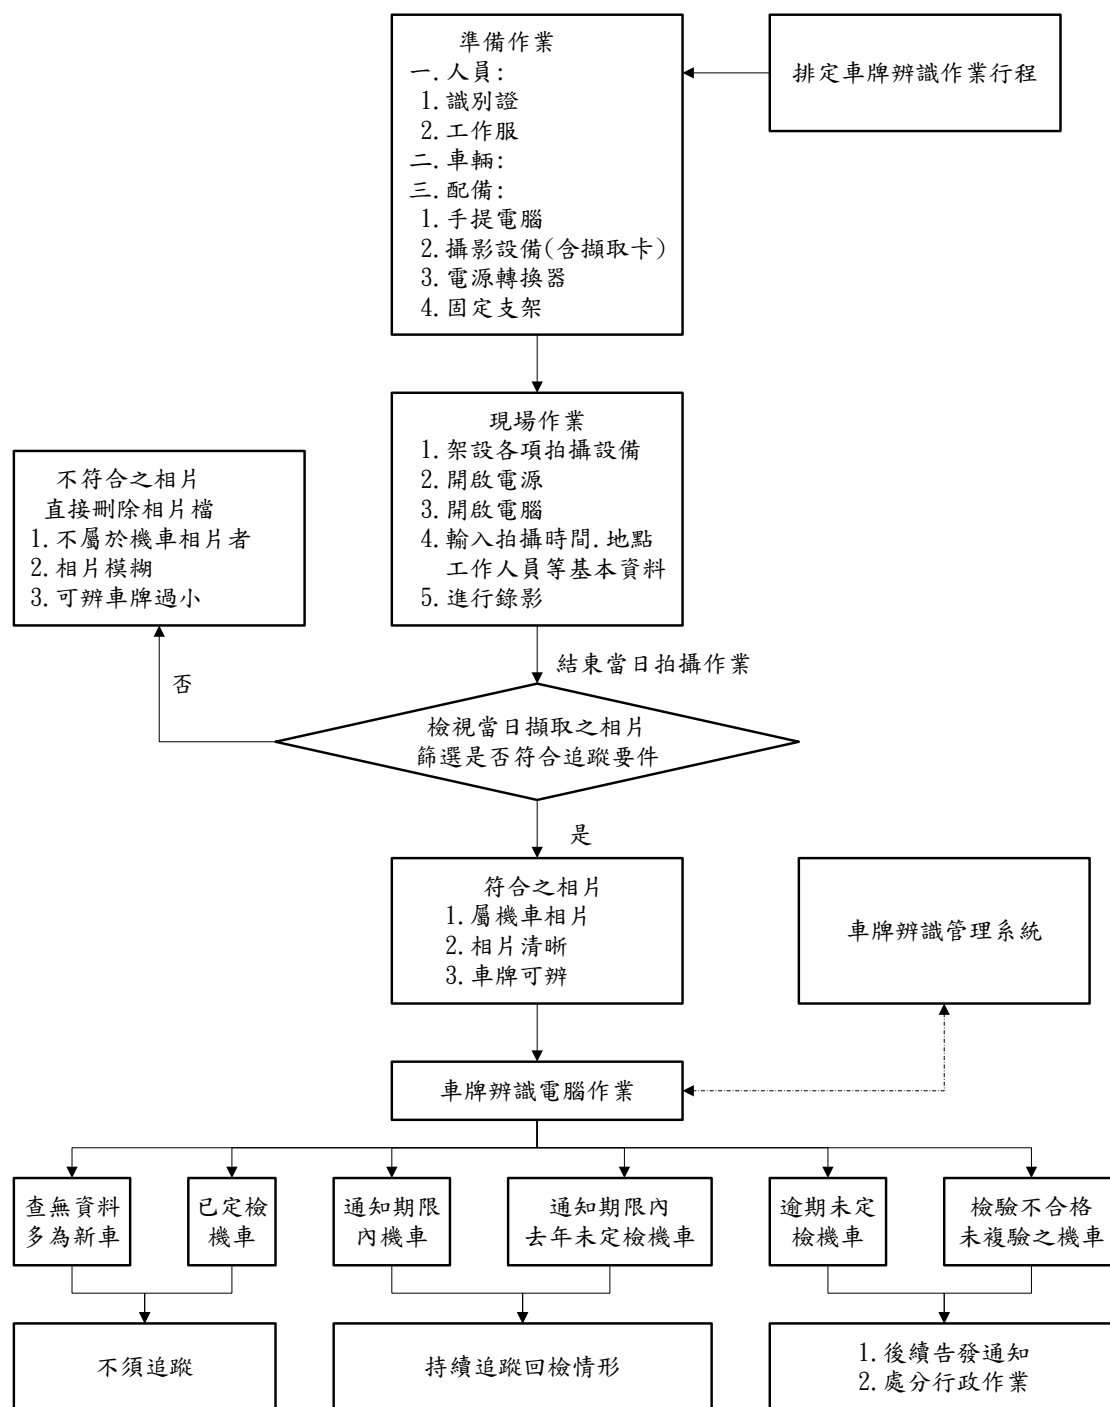 準備作業
一.人員:
1.識別證
2.工作服
二.車輛:
三.配備:
1.手提電腦
2.攝影設備(含擷取卡)
3.電源轉換器
4.固定支架
排定車牌辨識作業行程
現場作業
1.架設各項拍攝設備
2.開啟電源
3.開啟電腦
4.輸入拍攝時間.地點
工作人員等基本資料
5.進行錄影
不符合之相片
直接刪除相片檔
1.不屬於機車相片者
2.相片模糊
3.可辨車牌過小
結束當日拍攝作業
否
檢視當日擷取之相片
篩選是否符合追蹤要件
是
符合之相片
1.屬機車相片
2.相片清晰
3.車牌可辨
車牌辨識管理系統
車牌辨識電腦作業
查無資料
多為新車
已定檢
機車
通知期限
內機車
通知期限內
去年未定檢機車
逾期未定
檢機車
檢驗不合格
未複驗之機車
不須追蹤
持續追蹤回檢情形
1.後續告發通知
2.處分行政作業